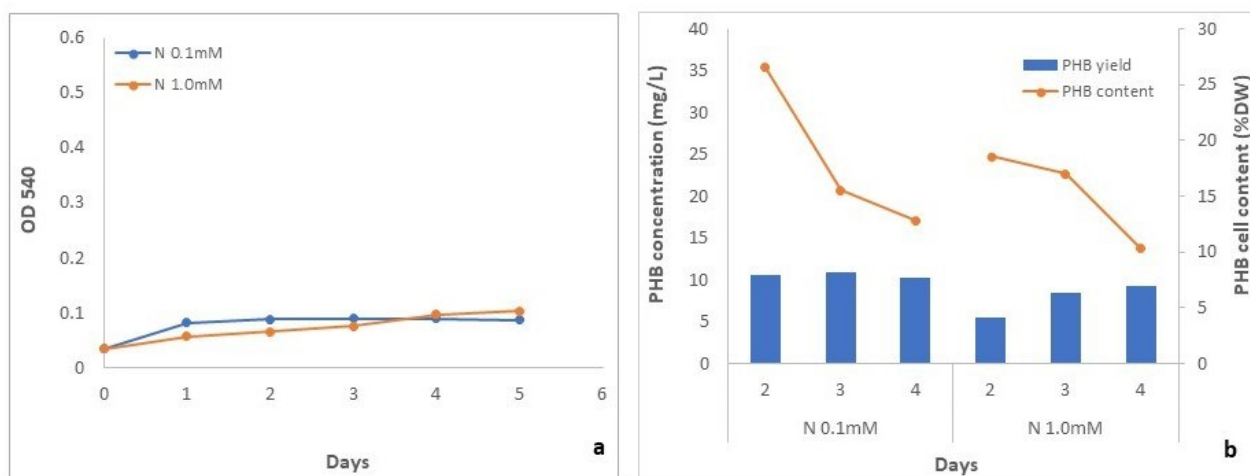 0.6
0.5
0.4
0.3
0.2
0.1
0
OD 540
N 0.1mM
N 1.0mM
0 1 2 3 4 5 6
Days
a
40
35
30
25
20
15
10
5
0
PHB concentration (mg/L)
PHB yield
PHB content
30
25
20
15
10
5
0
PHB cell content (%DW)
2 3 4 2 3 4
N 0.1mM N 1.0mM
Days
b